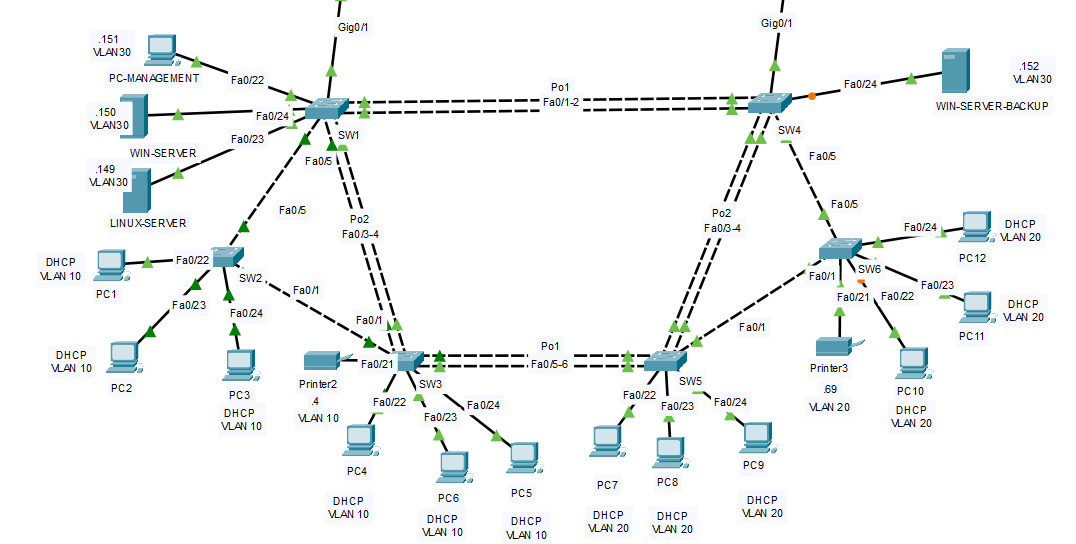 Gig0/1
Gig0/1
.151
VLAN30
PC-MANAGEMENT
Fa0/22
.150
VLAN30
Fa0/24
WIN-SERVER
Fa0/23
.149
VLAN30
LINUX-SERVER
SW1
Fa0/5
Po1
Fa0/1-2
Fa0/24
.152
VLAN30
WIN-SERVER-BACKUP
SW4
Fa0/5
Fa0/5
Po2
Fa0/3-4
Po2
Fa0/3-4
Fa0/5
Fa0/24
DHCP
VLAN 20
PC12
DHCP
VLAN 10
PC1
Fa0/22
SW2
Fa0/23
Fa0/24
Fa0/1
DHCP
VLAN 10
PC2
PC3
DHCP
VLAN 10
SW6
Fa0/1
Fa0/21
Fa0/22
Fa0/23
DHCP
VLAN 20
PC11
Fa0/1
Fa0/1
Po1
Fa0/5-6
Fa0/21
SW3
Printer2
.4
VLAN 10
Fa0/22
Fa0/23
Fa0/24
PC4
DHCP
VLAN 10
PC6
DHCP
VLAN 10
PC5
DHCP
VLAN 10
SW5
Fa0/22
Fa0/23
Fa0/24
PC7
DHCP
VLAN 20
PC8
DHCP
VLAN 20
PC9
DHCP
VLAN 20
Printer3
.69
VLAN 20
PC10
DHCP
VLAN 20